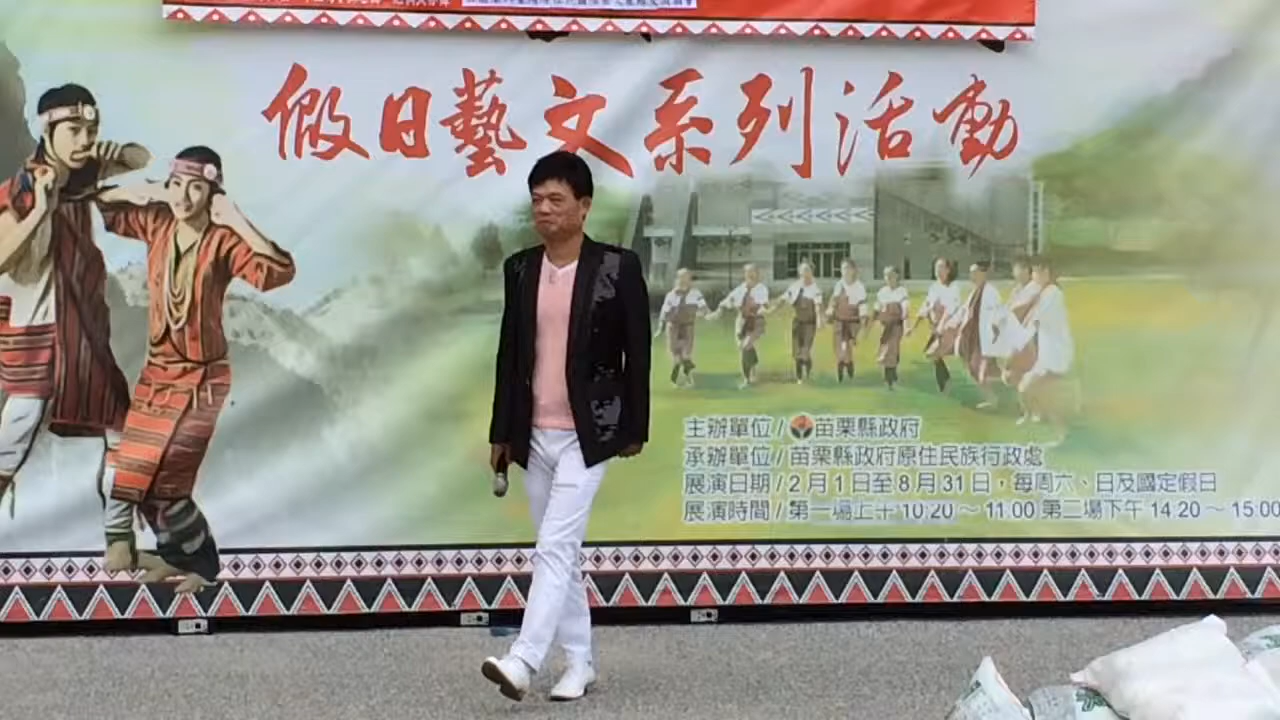 假日藝文系列活動
主辦單位/苗栗縣政府
承辦單位/苗栗縣政府原住民族行政處
展演日期/2月1日至8月31日，每周六、日及國定假日
展演時間/第一場上午10:20～11:00 第二場下午14:20～15:00